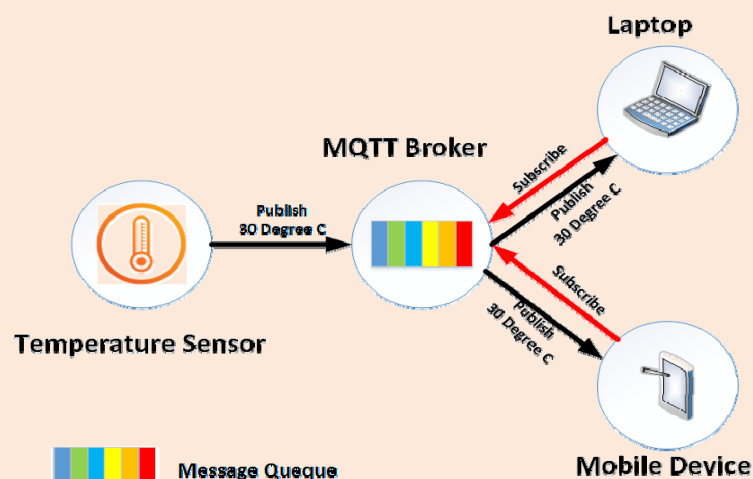 Laptop
MQTT Broker
Subscribe
Publish
30 Degree C
Publish
30 Degree C
Subscribe
Publish
30 Degree C
Temperature Sensor
Message Queque
Mobile Device